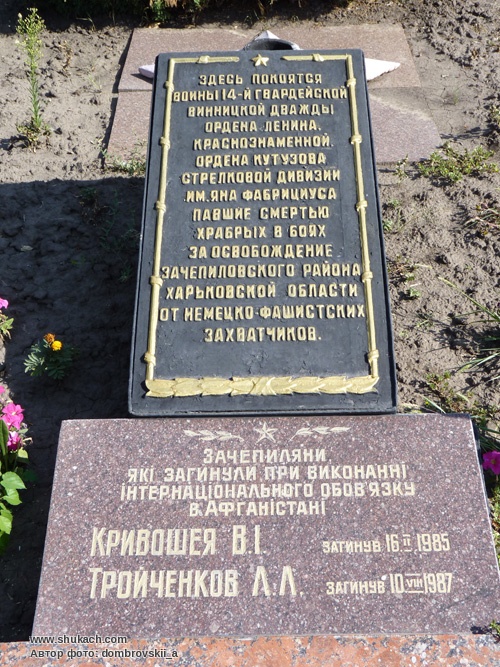 ЗДЕСЬ ПОКОЯТСЯ
ВОИНЫ 14-Й ГВАРДЕЙСКОЙ
ВИННИЦКОЙ ДВАЖДЫ
ОРДЕНА ЛЕНИНА,
КРАСНОЗНАМЕННОЙ,
ОРДЕНА КУТУЗОВА
СТРЕЛКОВОЙ ДИВИЗИИ
ИМ. ЯНА ФАБРИЦИУСА
ПАВШИЕ СМЕРТЬЮ
ХРАБРЫХ В БОЯХ
ЗА ОСВОБОЖДЕНИЕ
ЗАЧЕПИЛОВСКОГО РАЙОНА
ХАРЬКОВСКОЙ ОБЛАСТИ
ОТ НЕМЕЦКО-ФАШИСТСКИХ
ЗАХВАТЧИКОВ.
ЗАЧЕПИЛЯНИ
ЯКІ ЗАГИНУЛИ ПРИ ВИКОНАННІ
ІНТЕРНАЦІОНАЛЬНОГО ОБОВ'ЯЗКУ
В АФГАНІСТАНІ
КРИВОШЕЯ В.І. ЗАГИНУВ 16 II 1985
ТРОЙЧЕНКОВ Л.Л. ЗАГИНУВ 10 VIII 1987
www.shukach.com
Автор фото: dombrovskii_a